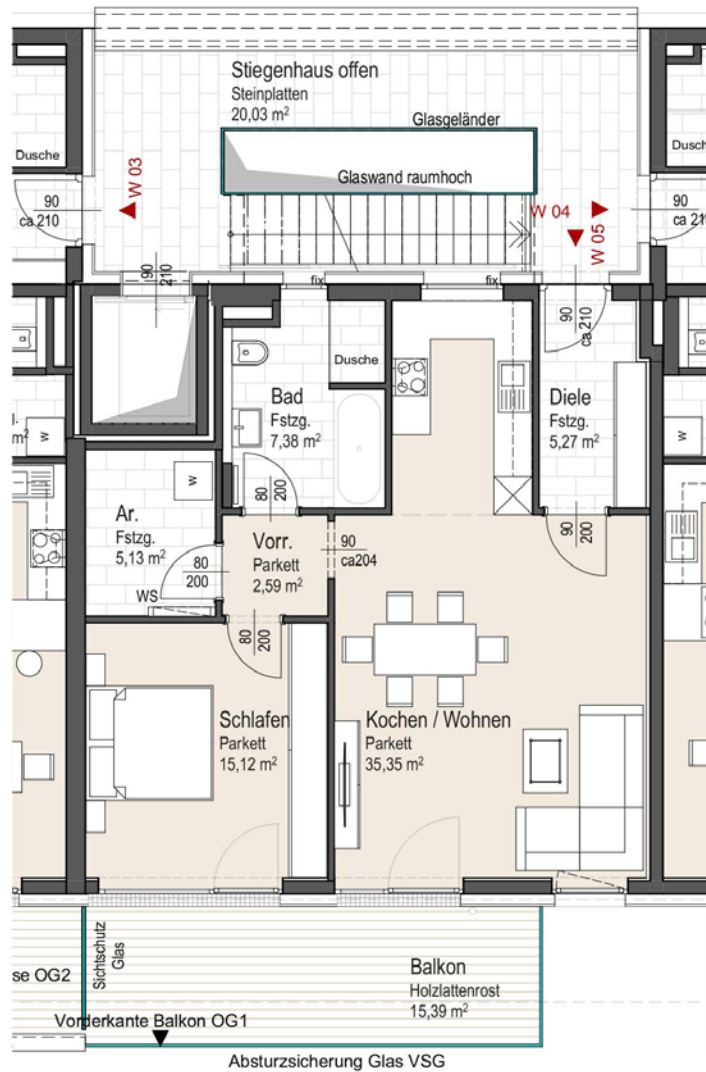 Stiegenhaus offen
Steinplatten
20,03 m²
Glasgeländer
Dusche
Dusch
Glaswand raumhoch
W 03
90
ca.210
W 04
W 05
90
ca 210
90
210
fix
fix
90
ca.210
Dusche
Bad
Fstzg.
7,38 m²
Diele
Fstzg.
5,27 m²
m²
W
W
W
Ar.
Fstzg.
5,13 m²
80
200
Vorr.
Parkett
2,59 m²
90
ca204
90
200
80
200
WS
80
200
Schlafen
Parkett
15,12 m²
Kochen / Wohnen
Parkett
35,35 m²
Sichtschutz
Glas
se OG2
Balkon
Holzlattenrost
15,39 m²
Vorderkante Balkon OG1
Absturzsicherung Glas VSG